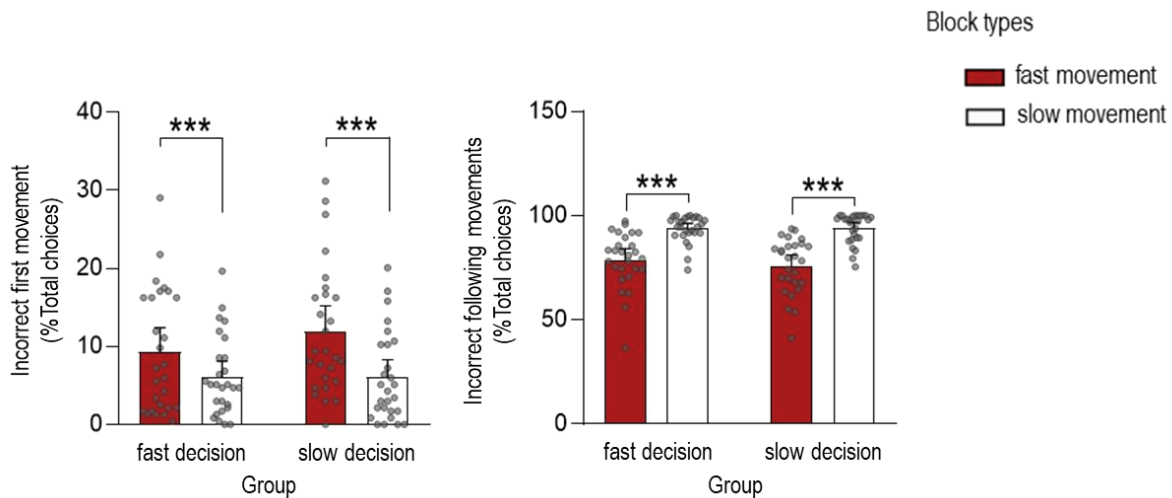 Block types
fast movement
slow movement
Incorrect first movement
(%Total choices)
40
30
20
10
0
***
***
fast decision
slow decision
Group
Incorrect following movements
(%Total choices)
150
100
50
0
***
***
fast decision
slow decision
Group